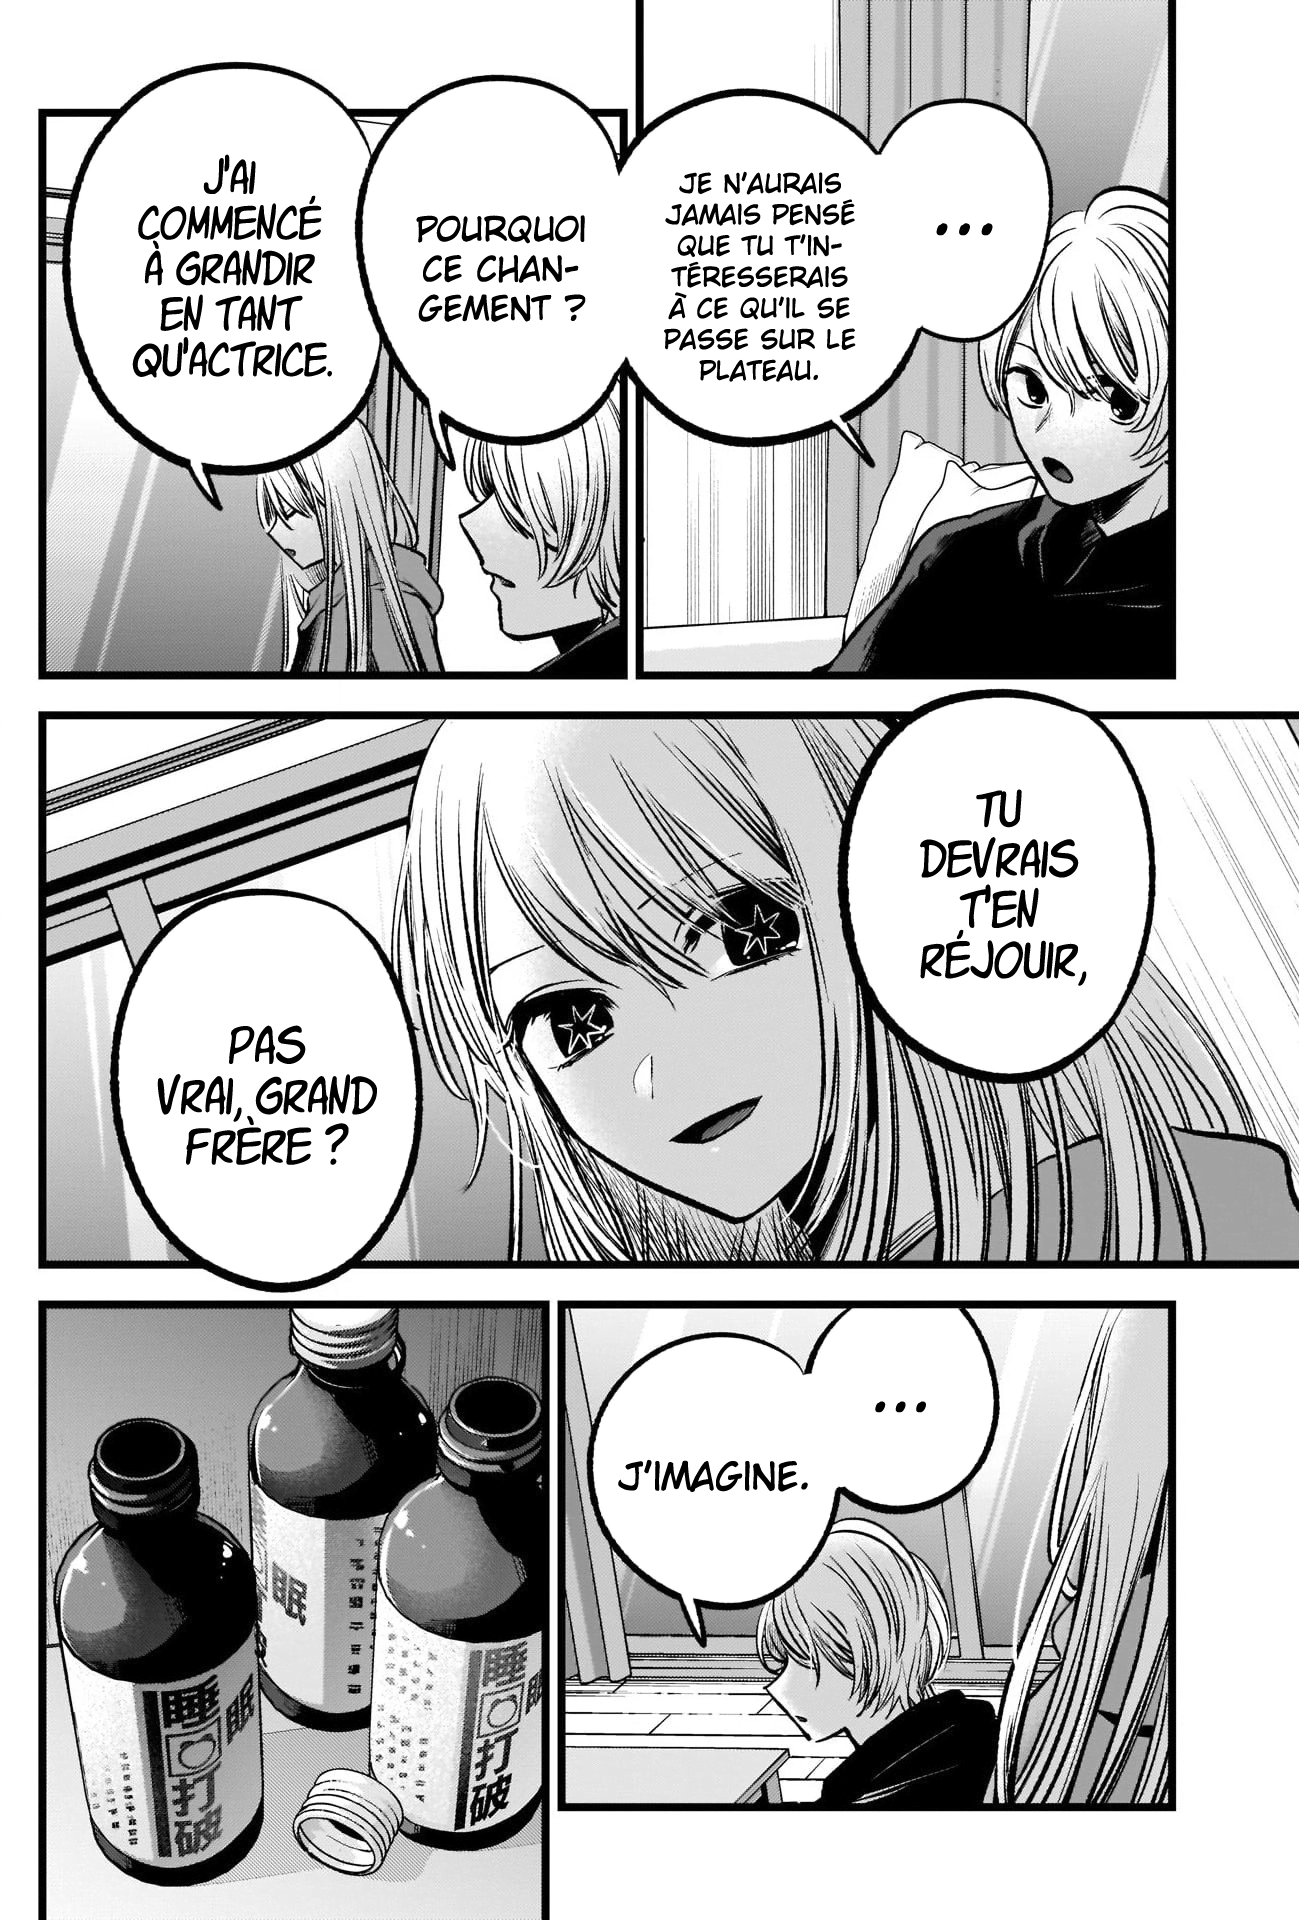 ...
JE N'AURAIS
JAMAIS PENSÉ
QUE TU T'IN-
TÉRESSERAIS
À CE QU'IL SE
PASSE SUR LE
PLATEAU.
POURQUOI
CE CHAN-
GEMENT ?
J'AI
COMMENCÉ
À GRANDIR
EN TANT
QU'ACTRICE.
TU
DEVRAIS
T'EN
RÉJOUIR,
PAS
VRAI, GRAND
FRÈRE ?
...
J'IMAGINE.
眠
睡
眠
打破
睡
眠
打破